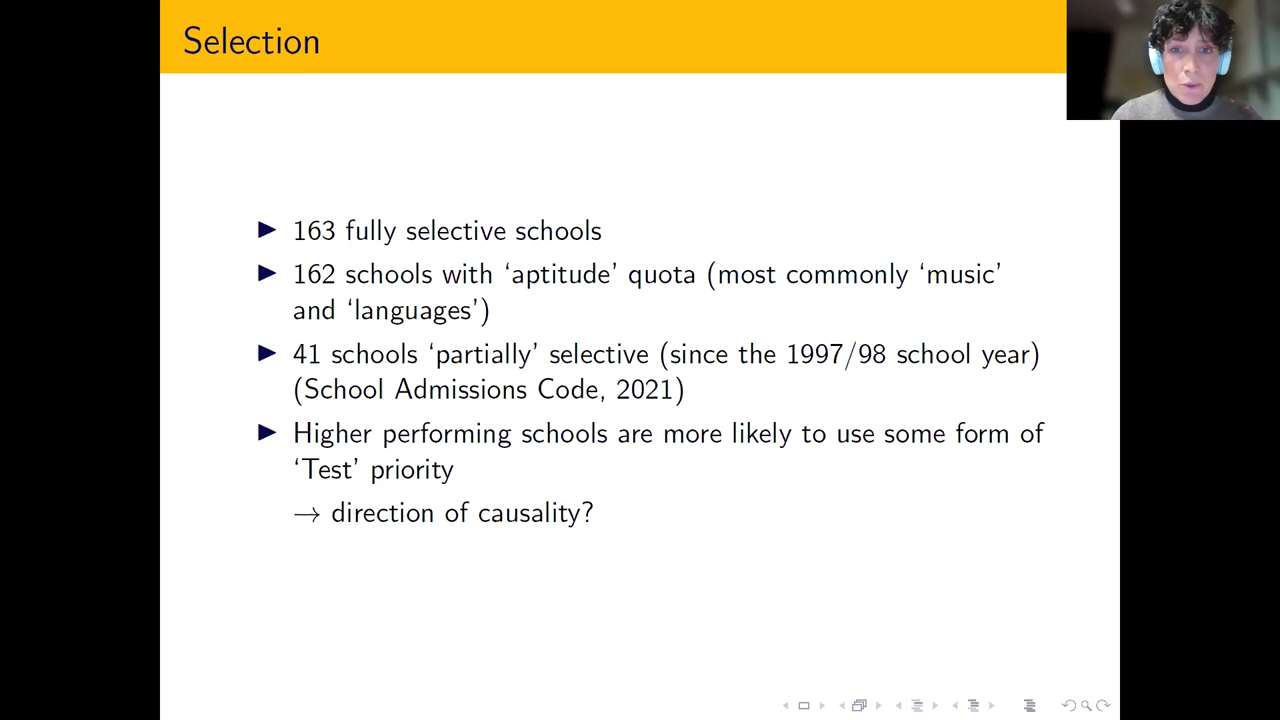 Selection
▶ 163 fully selective schools
▶ 162 schools with ‘aptitude’ quota (most commonly ‘music’
and ‘languages’)
▶ 41 schools ‘partially’ selective (since the 1997/98 school year)
(School Admissions Code, 2021)
▶ Higher performing schools are more likely to use some form of
‘Test’ priority
→ direction of causality?